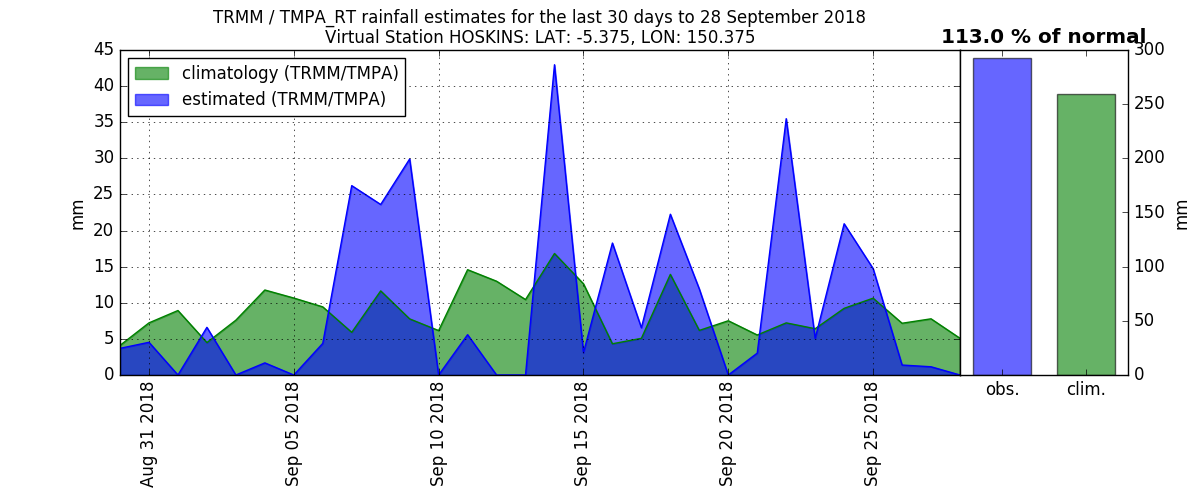 TRMM / TMPA_RT rainfall estimates for the last 30 days to 28 September 2018
Virtual Station HOSKINS: LAT: -5.375, LON: 150.375
113.0 % of normal
climatology (TRMM/TMPA)
estimated (TRMM/TMPA)
mm
45
40
35
30
25
20
15
10
5
0
Aug 31 2018
Sep 05 2018
Sep 10 2018
Sep 15 2018
Sep 20 2018
Sep 25 2018
obs.
clim.
300
250
200
150
100
50
0
mm